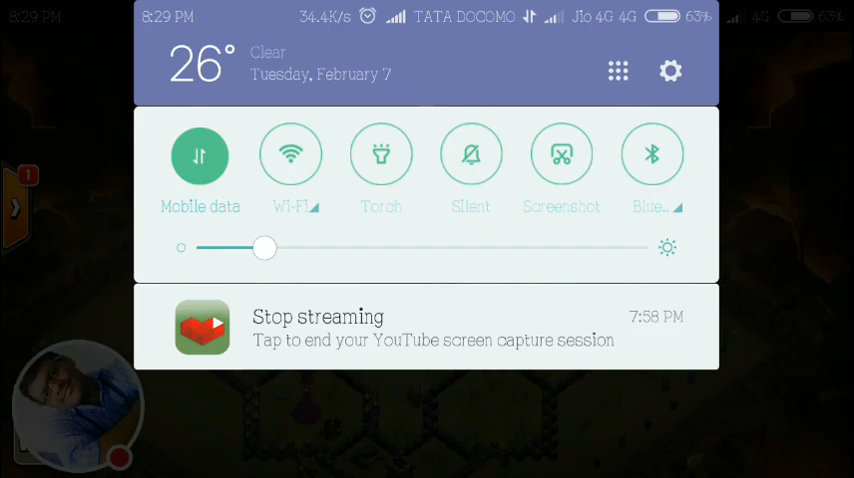 8:29 PM
8:29 PM 34.4K/s TATA DOCOMO Jio 4G 4G 63%
4G 63%
26° Clear
Tuesday, February 7
Mobile data Wi-Fi Torch Silent Screenshot Blue..
1
Stop streaming 7:58 PM
Tap to end your YouTube screen capture session